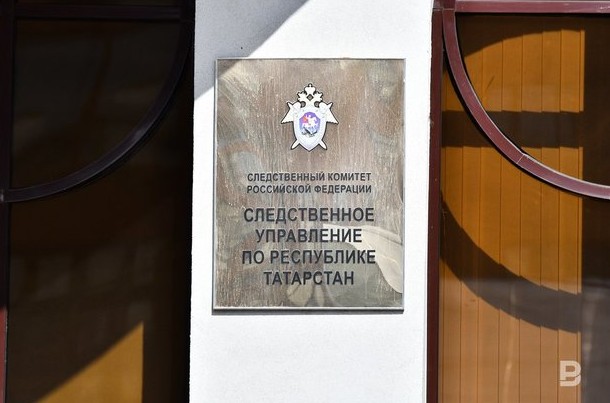 СЛЕДСТВЕННЫЙ КОМИТЕТ
РОССИЙСКОЙ ФЕДЕРАЦИИ
СЛЕДСТВЕННОЕ
УПРАВЛЕНИЕ
ПО РЕСПУБЛИКЕ
ТАТАРСТАН
B